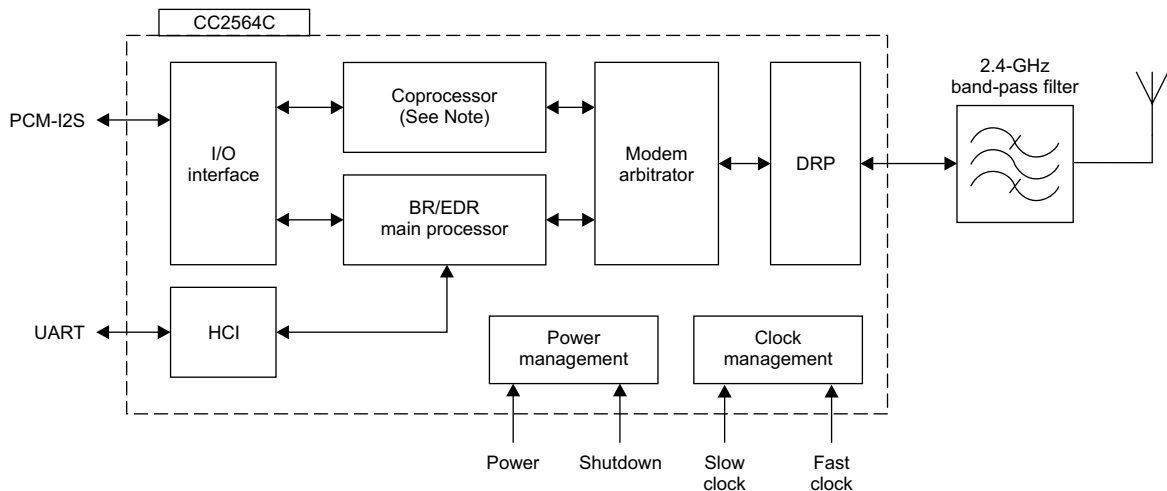 CC2564C
2.4-GHz
band-pass filter
PCM-I2S
I/O
interface
Coprocessor
(See Note)
Modem
arbitrator
DRP
BR/EDR
main processor
UART
HCI
Power
management
Clock
management
Power
Shutdown
Slow
clock
Fast
clock